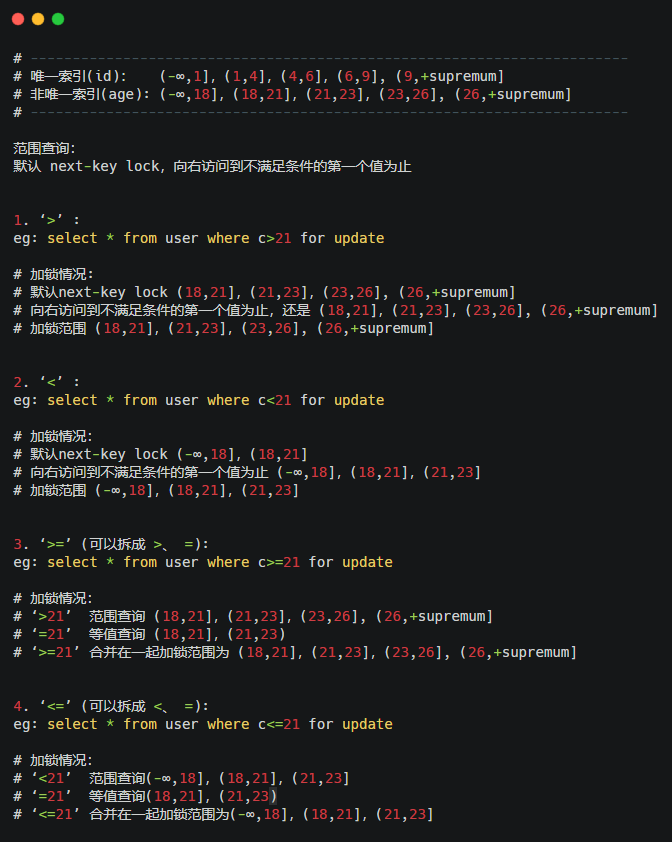 # -----------------------------------------------------------------------
# 唯一索引(id):   (-∞,1], (1,4], (4,6], (6,9], (9,+supremum]
# 非唯一索引(age): (-∞,18], (18,21], (21,23], (23,26], (26,+supremum]
# -----------------------------------------------------------------------
范围查询:
默认 next-key lock, 向右访问到不满足条件的第一个值为止
1. ‘>’ :
eg: select * from user where c>21 for update
# 加锁情况:
# 默认next-key lock (18,21], (21,23], (23,26], (26,+supremum]
# 向右访问到不满足条件的第一个值为止, 还是 (18,21], (21,23], (23,26], (26,+supremum]
# 加锁范围 (18,21], (21,23], (23,26], (26,+supremum]
2. ‘<’ :
eg: select * from user where c<21 for update
# 加锁情况:
# 默认next-key lock (-∞,18], (18,21]
# 向右访问到不满足条件的第一个值为止 (-∞,18], (18,21], (21,23]
# 加锁范围 (-∞,18], (18,21], (21,23]
3. ‘>=’ (可以拆成 >、 =):
eg: select * from user where c>=21 for update
# 加锁情况:
# ‘>21’  范围查询 (18,21], (21,23], (23,26], (26,+supremum]
# ‘=21’  等值查询 (18,21], (21,23)
# ‘>=21’ 合并在一起加锁范围为 (18,21], (21,23], (23,26], (26,+supremum]
4. ‘<=’ (可以拆成 <、 =):
eg: select * from user where c<=21 for update
# 加锁情况:
# ‘<21’  范围查询(-∞,18], (18,21], (21,23]
# ‘=21’  等值查询(18,21], (21,23)
# ‘<=21’ 合并在一起加锁范围为(-∞,18], (18,21], (21,23]